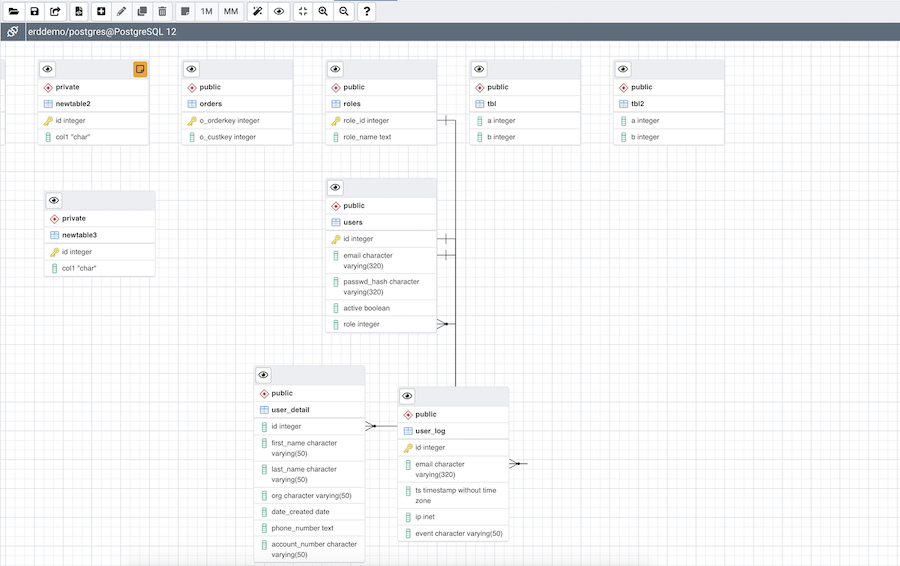 1M MM ?
erddemo/postgres@PostgreSQL 12
private
newtable2
id integer
col1 "char"
public
orders
o_orderkey integer
o_custkey integer
public
roles
role_id integer
role_name text
public
tbl
a integer
b integer
public
tbl2
a integer
b integer
private
newtable3
id integer
col1 "char"
public
users
id integer
email character
varying(320)
passwd_hash character
varying(320)
active boolean
role integer
public
user_detail
id integer
first_name character
varying(50)
last_name character
varying(50)
org character varying(50)
date_created date
phone_number text
account_number character
varying(50)
public
user_log
id integer
email character
varying(320)
ts timestamp without time
zone
ip inet
event character varying(50)